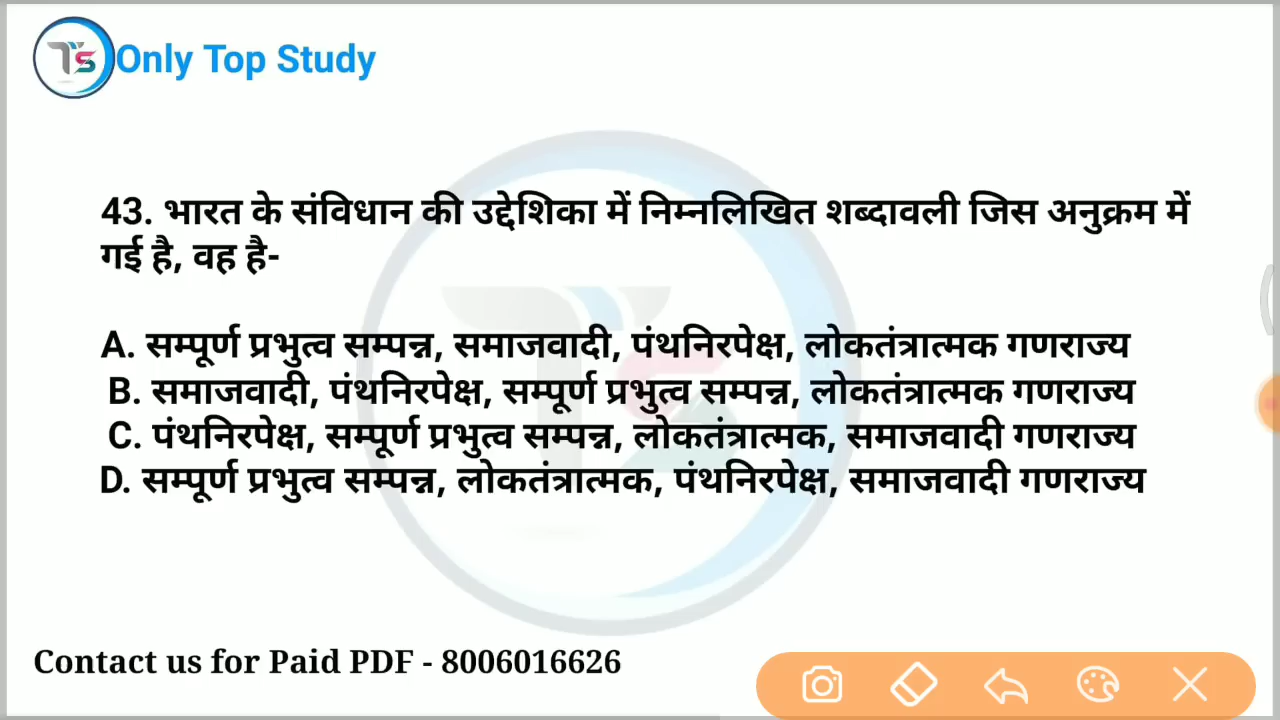 TS Only Top Study
43. भारत के संविधान की उद्देशिका में निम्नलिखित शब्दावली जिस अनुक्रम में
गई है, वह है-
A. सम्पूर्ण प्रभुत्व सम्पन्न, समाजवादी, पंथनिरपेक्ष, लोकतंत्रात्मक गणराज्य
B. समाजवादी, पंथनिरपेक्ष, सम्पूर्ण प्रभुत्व सम्पन्न, लोकतंत्रात्मक गणराज्य
C. पंथनिरपेक्ष, सम्पूर्ण प्रभुत्व सम्पन्न, लोकतंत्रात्मक, समाजवादी गणराज्य
D. सम्पूर्ण प्रभुत्व सम्पन्न, लोकतंत्रात्मक, पंथनिरपेक्ष, समाजवादी गणराज्य
Contact us for Paid PDF - 8006016626